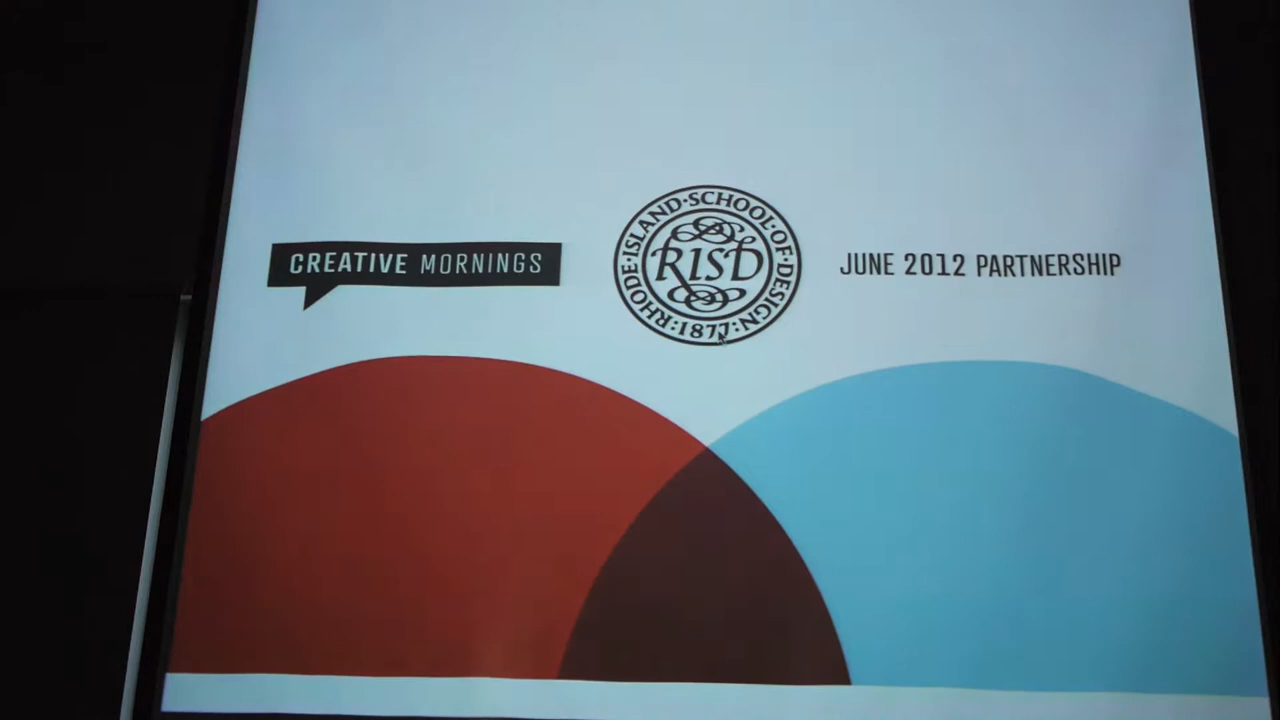 CREATIVE MORNINGS
RHODE·ISLAND·SCHOOL·OF·DESIGN
:1877:
RISD
JUNE 2012 PARTNERSHIP